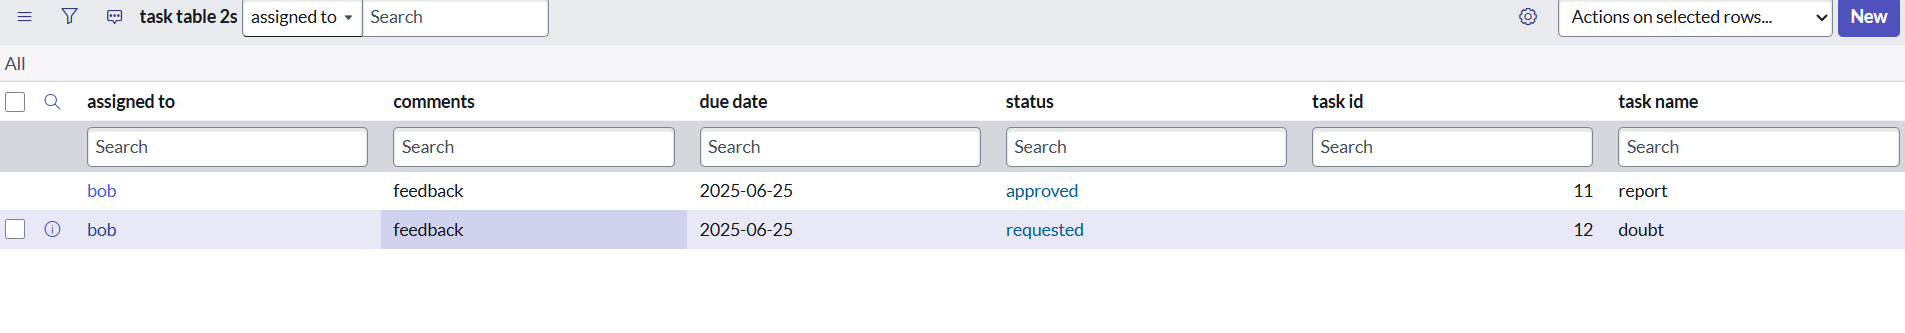 task table 2s assigned to Search Actions on selected rows... New
All
assigned to comments due date status task id task name
Search Search Search Search Search Search
bob feedback 2025-06-25 approved 11 report
bob feedback 2025-06-25 requested 12 doubt